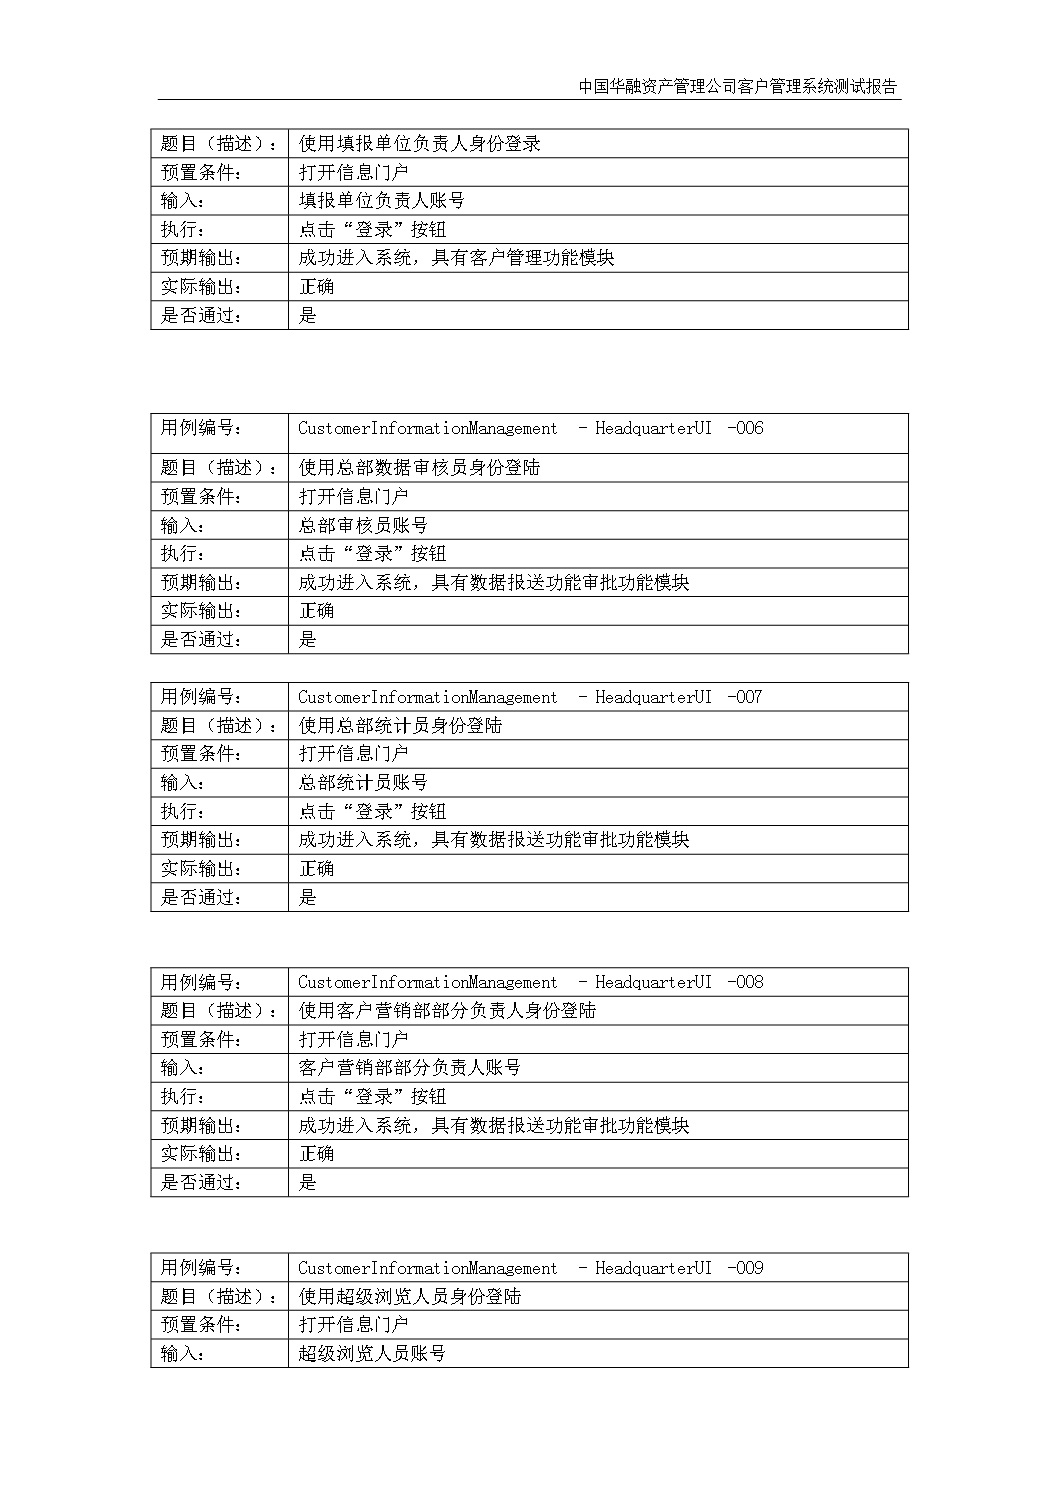 中国华融资产管理公司客户管理系统测试报告
题目（描述）： 使用填报单位负责人身份登录
预置条件： 打开信息门户
输入： 填报单位负责人账号
执行： 点击“登录”按钮
预期输出： 成功进入系统，具有客户管理功能模块
实际输出： 正确
是否通过： 是
用例编号： CustomerInformationManagement - HeadquarterUI -006
题目（描述）： 使用总部数据审核员身份登陆
预置条件： 打开信息门户
输入： 总部审核员账号
执行： 点击“登录”按钮
预期输出： 成功进入系统，具有数据报送功能审批功能模块
实际输出： 正确
是否通过： 是
用例编号： CustomerInformationManagement - HeadquarterUI -007
题目（描述）： 使用总部统计员身份登陆
预置条件： 打开信息门户
输入： 总部统计员账号
执行： 点击“登录”按钮
预期输出： 成功进入系统，具有数据报送功能审批功能模块
实际输出： 正确
是否通过： 是
用例编号： CustomerInformationManagement - HeadquarterUI -008
题目（描述）： 使用客户营销部部分负责人身份登陆
预置条件： 打开信息门户
输入： 客户营销部部分负责人账号
执行： 点击“登录”按钮
预期输出： 成功进入系统，具有数据报送功能审批功能模块
实际输出： 正确
是否通过： 是
用例编号： CustomerInformationManagement - HeadquarterUI -009
题目（描述）： 使用超级浏览人员身份登陆
预置条件： 打开信息门户
输入： 超级浏览人员账号